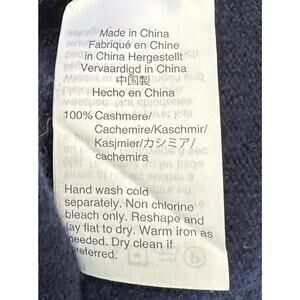 Made in China
Fabriqué en Chine
in China Hergestellt
Vervaardigd in China
中国製
Hecho en China
100% Cashmere/
Cachemire/Kaschmir/
Kasjmier/カシミア/
cachemira
Hand wash cold
separately. Non chlorine
bleach only. Reshape and
lay flat to dry. Warm iron as
needed. Dry clean if
preferred.